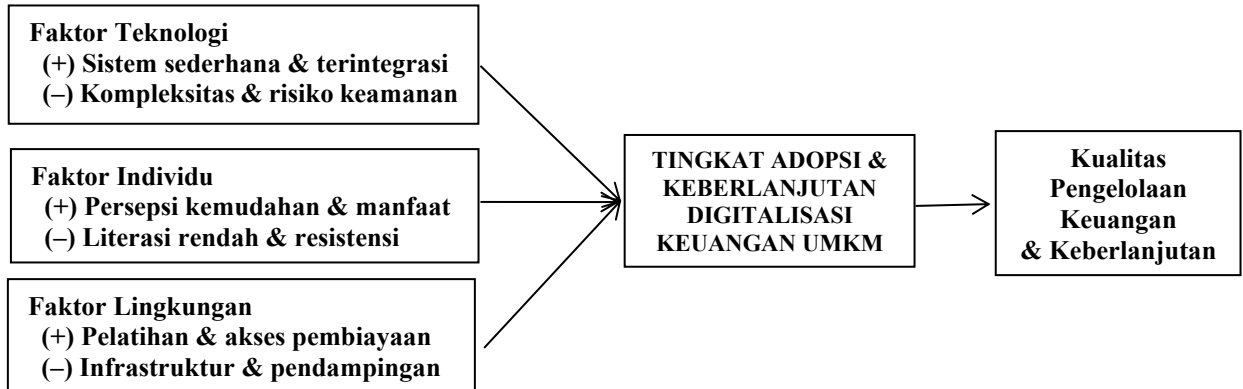 Faktor Teknologi
(+) Sistem sederhana & terintegrasi
(–) Kompleksitas & risiko keamanan
Faktor Individu
(+) Persepsi kemudahan & manfaat
(–) Literasi rendah & resistensi
Faktor Lingkungan
(+) Pelatihan & akses pembiayaan
(–) Infrastruktur & pendampingan
TINGKAT ADOPSI &
KEBERLANJUTAN
DIGITALISASI
KEUANGAN UMKM
Kualitas
Pengelolaan
Keuangan
& Keberlanjutan